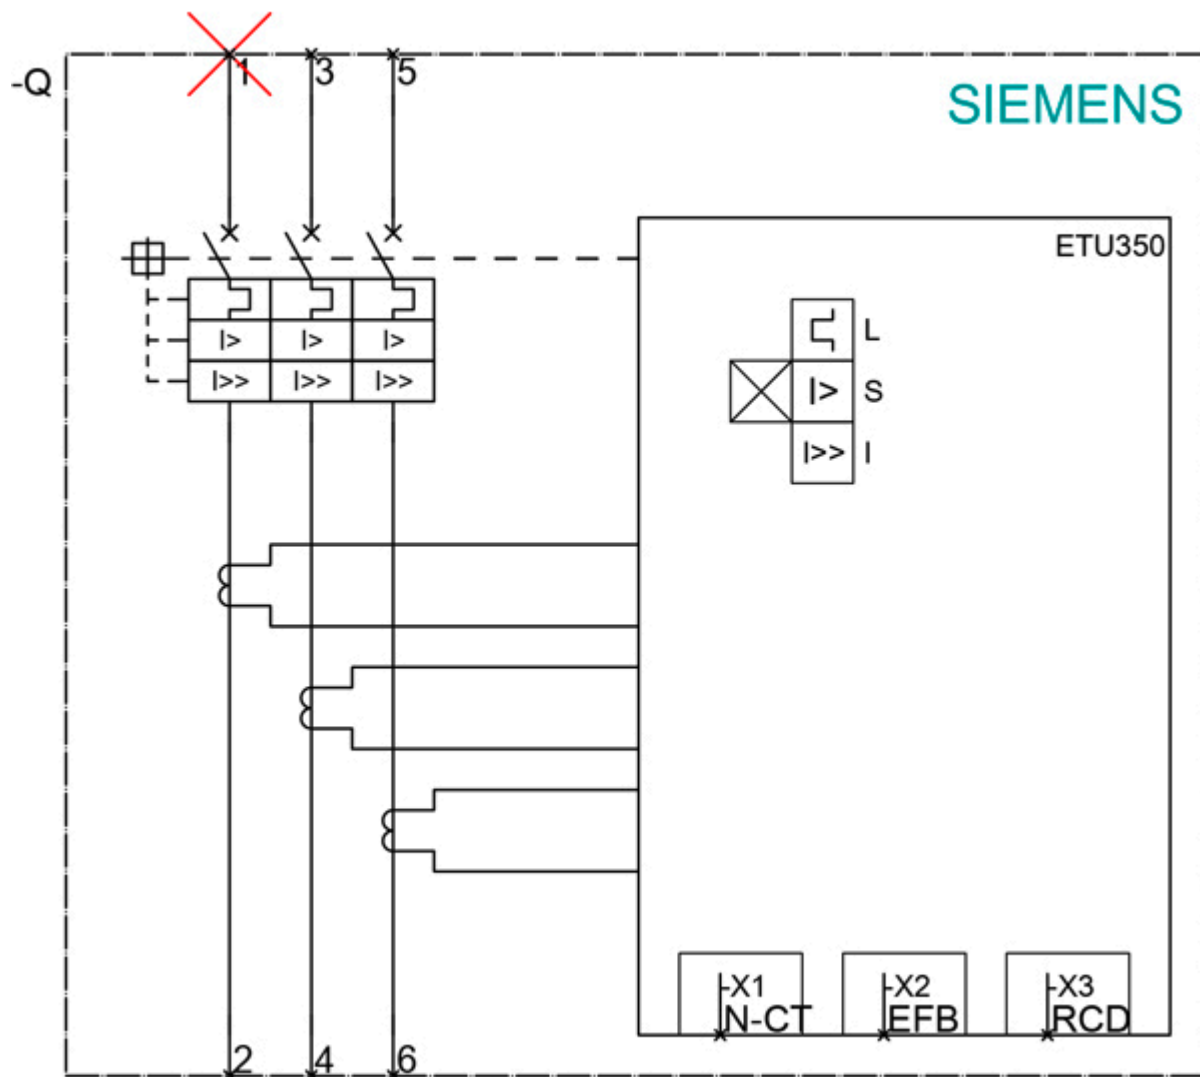 1 3 5
-Q
SIEMENS
ETU350
L
I> I> I>
I>> I>> I>>
I> S
I>> I
-X1 -X2 -X3
N-CT EFB RCD
2 4 6